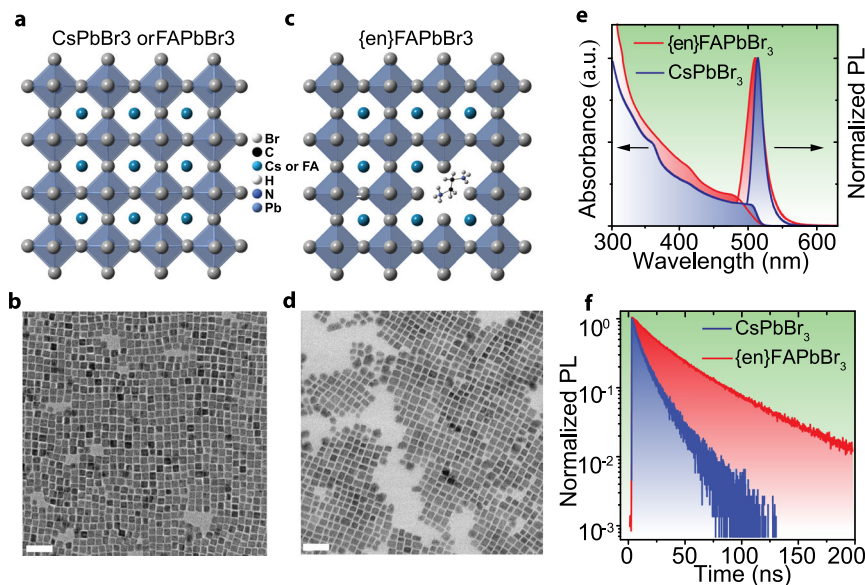 a
CsPbBr3 orFAPbBr3
Br
C
Cs or FA
H
N
Pb
c
{en}FAPbBr3
e
{en}FAPbBr₃
CsPbBr₃
Absorbance (a.u.)
Normalized PL
300
400
500
600
Wavelength (nm)
b
d
f
CsPbBr₃
{en}FAPbBr₃
Normalized PL
10⁰
10⁻¹
10⁻²
10⁻³
0
50
100
150
200
Time (ns)